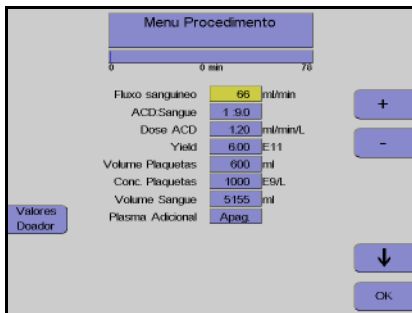 Menu Procedimento
0 0 min 78
Fluxo sanguineo 66 ml/min
ACD:Sangue 1 :9.0
Dose ACD 1.20 ml/min/L
Yield 6.00 E11
Volume Plaquetas 600 ml
Conc. Plaquetas 1000 E9/L
Volume Sangue 5155 ml
Plasma Adicional Apag.
+
-
Valores
Doador
↓
OK